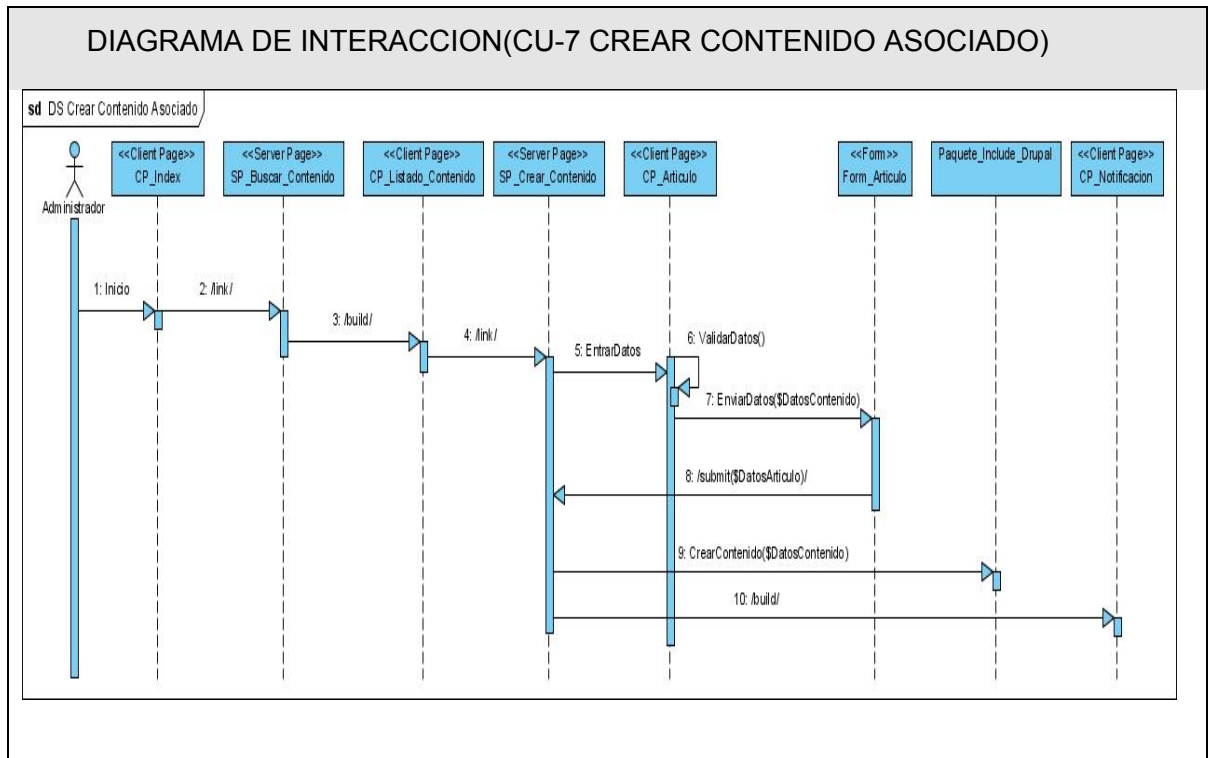 DIAGRAMA DE INTERACCION(CU-7 CREAR CONTENIDO ASOCIADO)
sd DS Crear Contenido Asociado
Administrador
<<Client Page>>
CP_Index
<<Server Page>>
SP_Buscar_Contenido
<<Client Page>>
CP_Listado_Contenido
<<Server Page>>
SP_Crear_Contenido
<<Client Page>>
CP_Articulo
<<Form>>
Form_Articulo
Paquete_Include_Drupal
<<Client Page>>
CP_Notificacion
1: Inicio
2: /link/
3: /build/
4: /link/
5: EntrarDatos
6: ValidarDatos()
7: EnviarDatos($DatosContenido)
8: /submit($DatosArticulo)/
9: CrearContenido($DatosContenido)
10: /build/